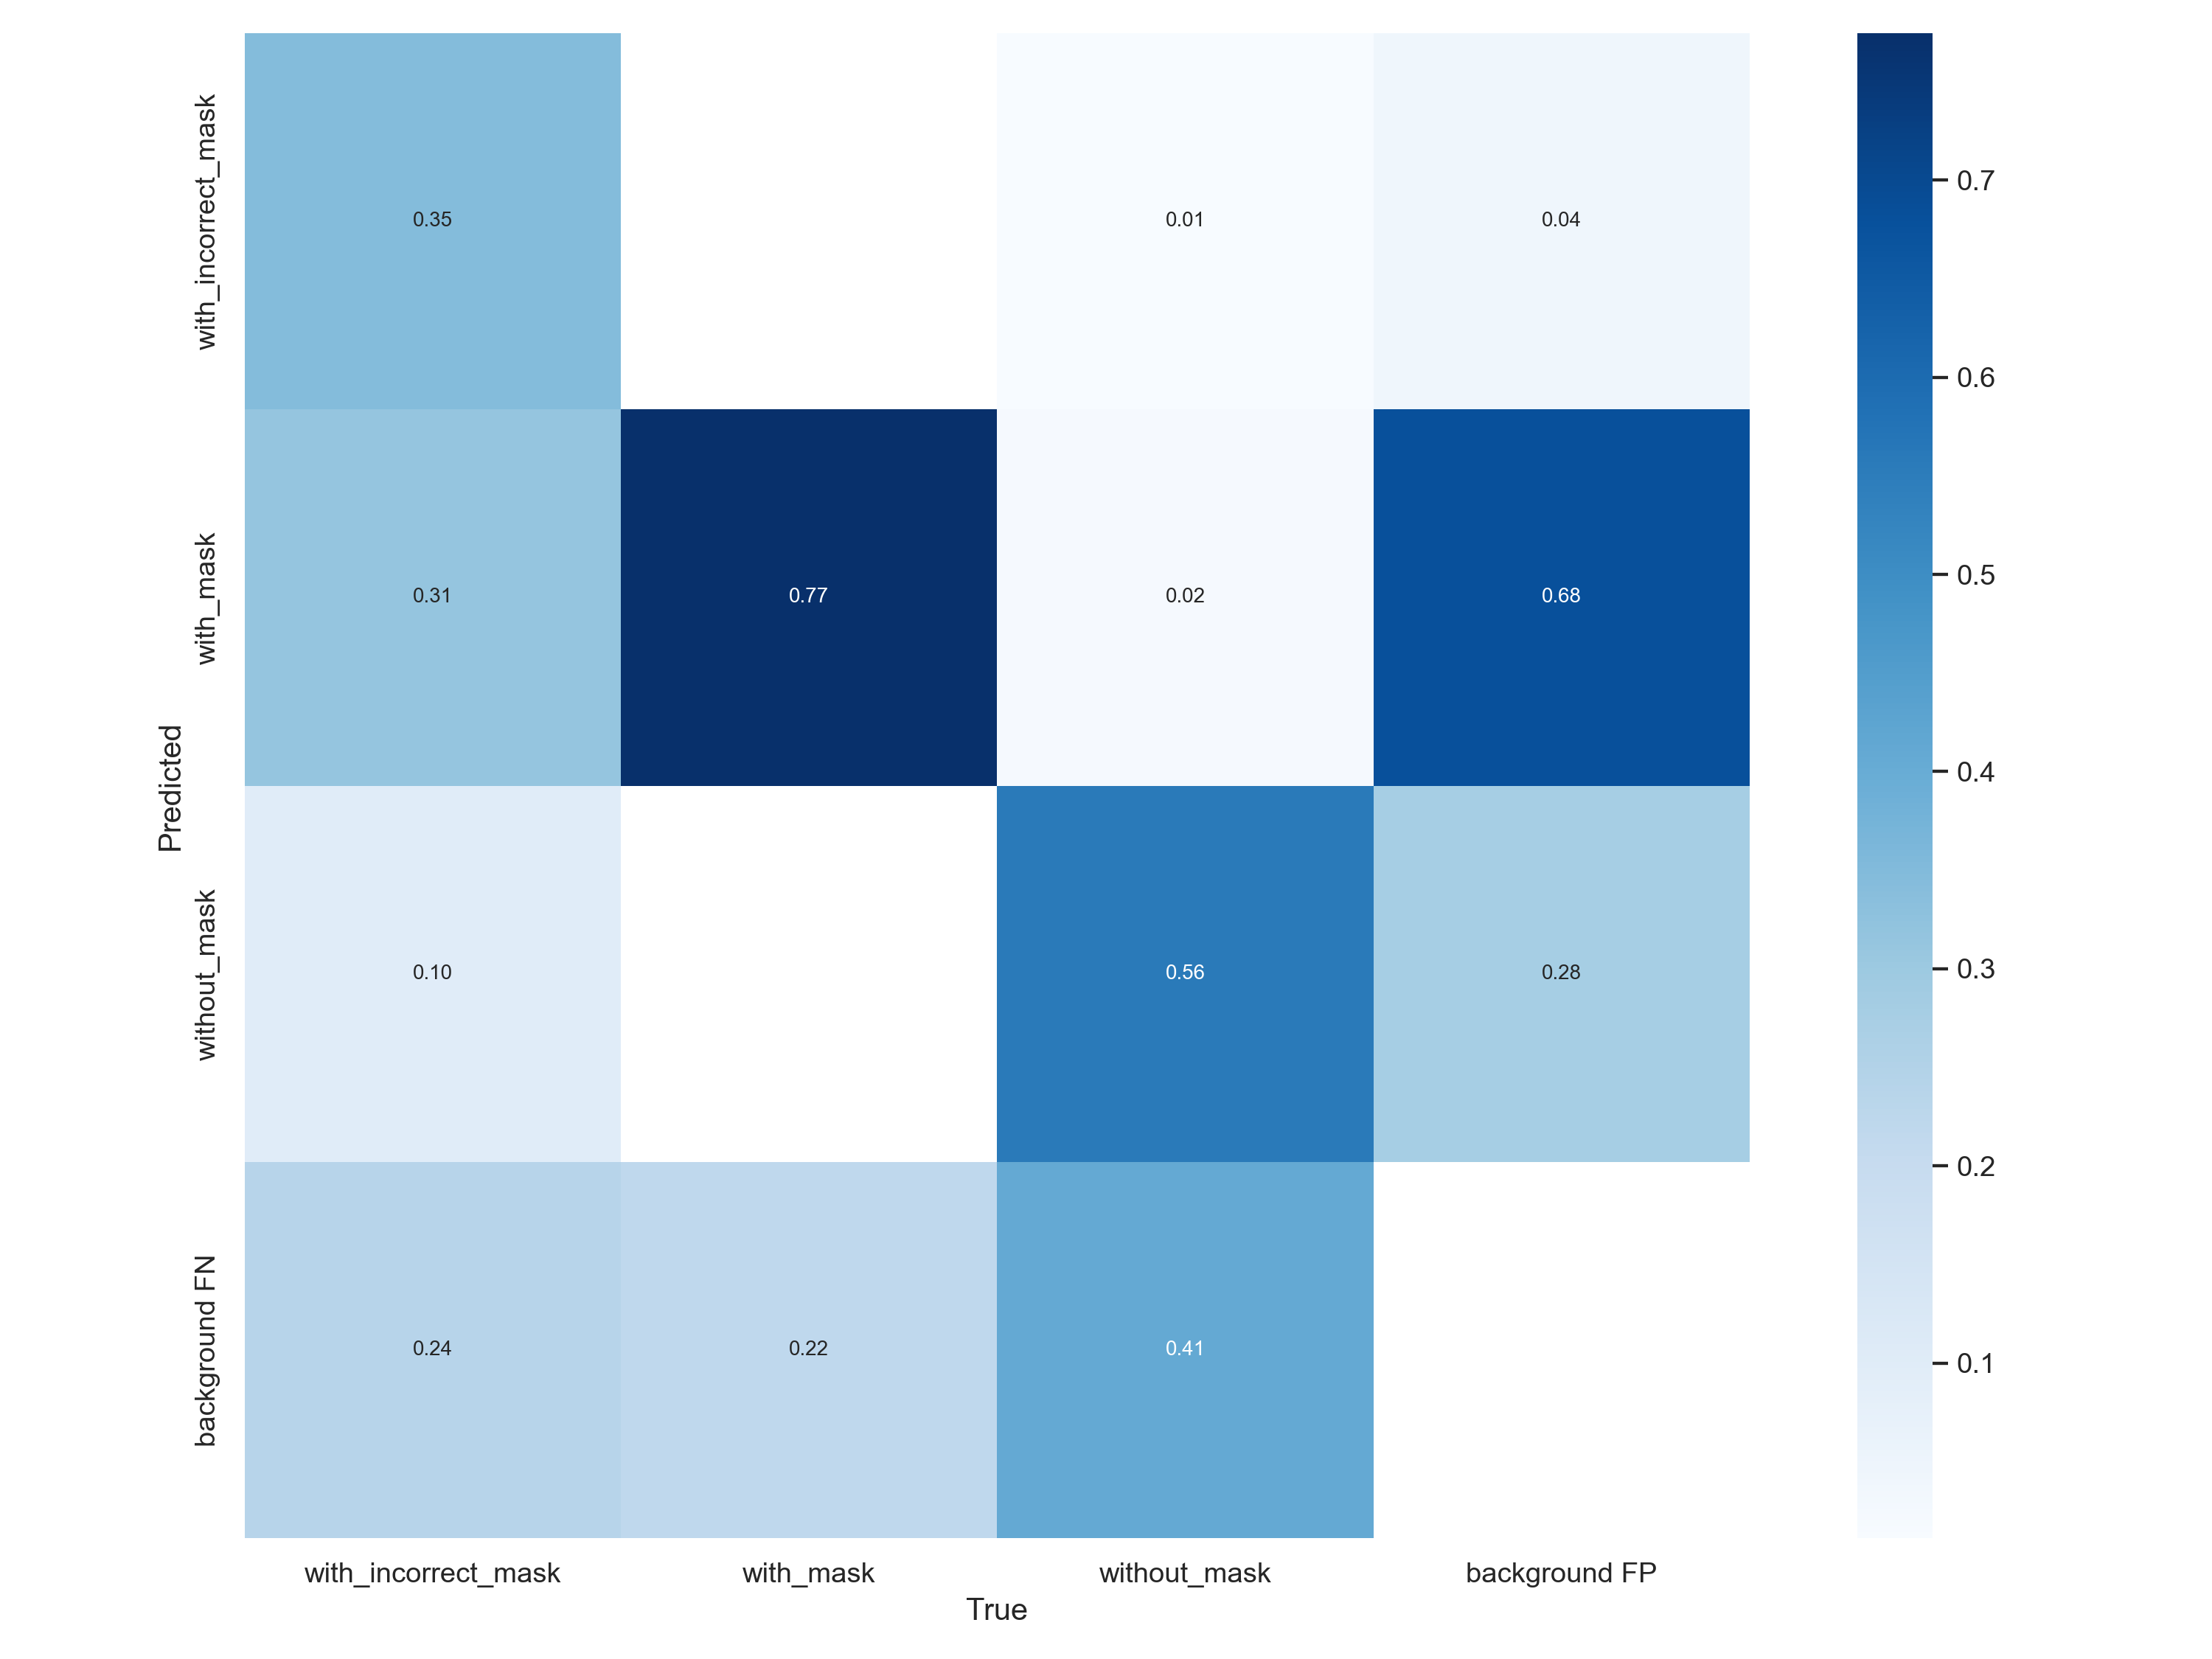 with_incorrect_mask
0.35
0.01
0.04
with_mask
0.31
0.77
0.02
0.68
Predicted
without_mask
0.10
0.56
0.28
background FN
0.24
0.22
0.41
with_incorrect_mask
with_mask
without_mask
background FP
True
0.7
0.6
0.5
0.4
0.3
0.2
0.1